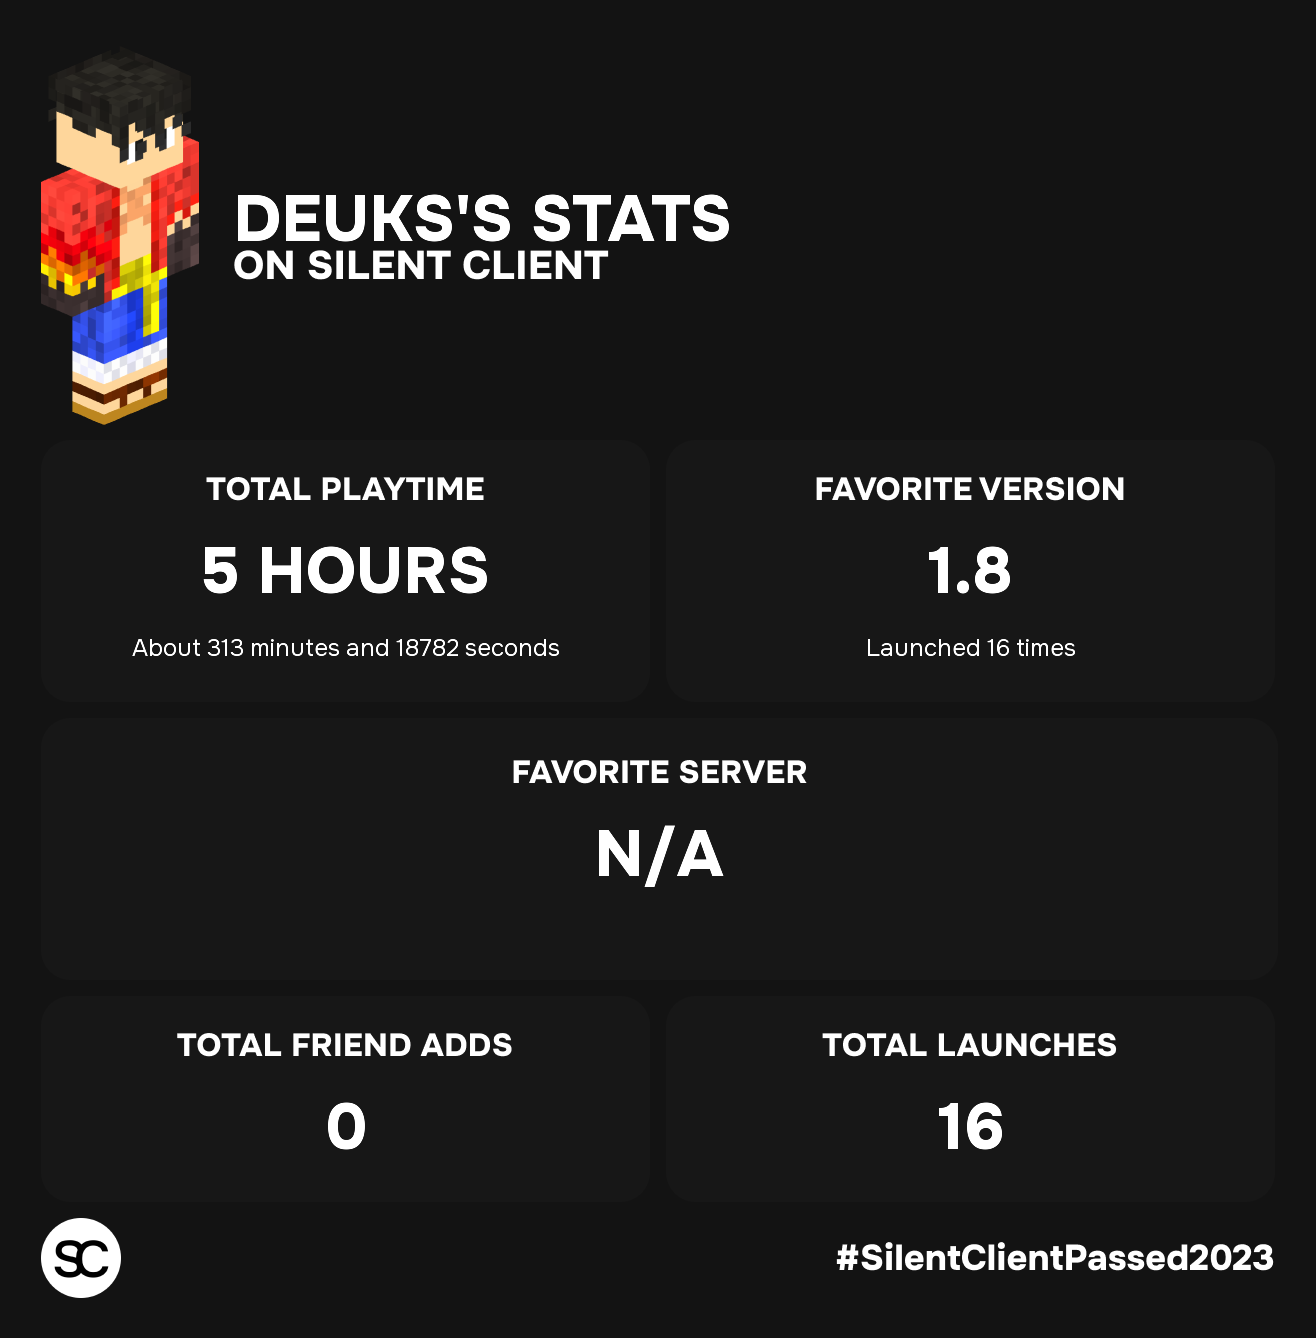 DEUKS'S STATS
ON SILENT CLIENT
TOTAL PLAYTIME
5 HOURS
About 313 minutes and 18782 seconds
FAVORITE VERSION
1.8
Launched 16 times
FAVORITE SERVER
N/A
TOTAL FRIEND ADDS
0
TOTAL LAUNCHES
16
SC
#SilentClientPassed2023